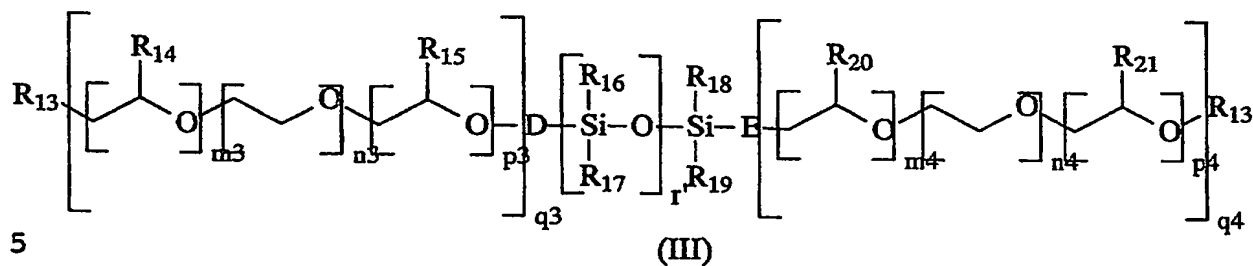 R13 [ [ R14 O ]m3 [ O ]n3 [ R15 O ]p3 ]q3 D [ R16 Si R17 O ]r' R18 Si R19 E [ [ R20 O ]m4 [ O ]n4 [ R21 O ]p4 ]q4 R13
5
(III)